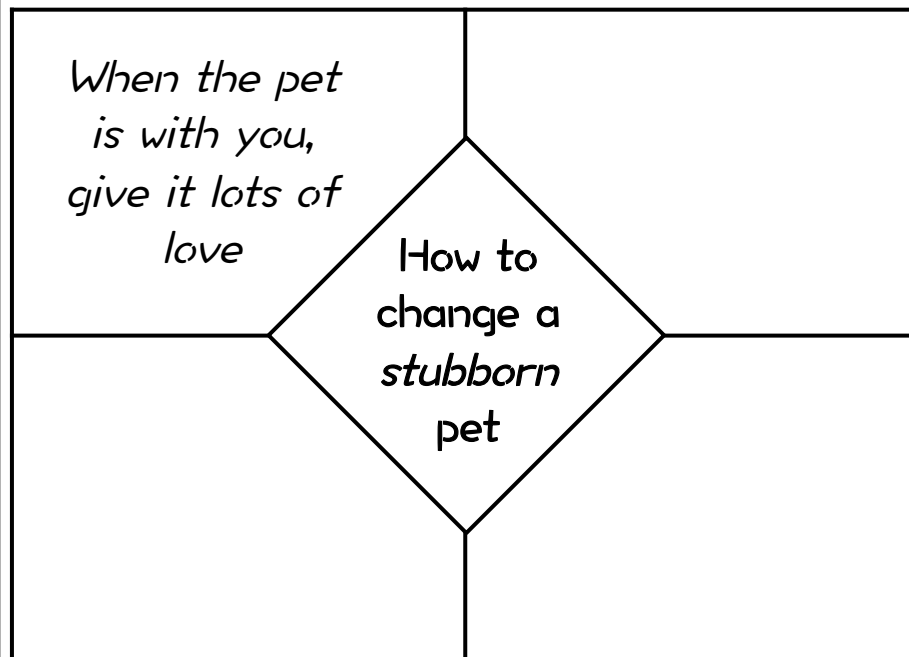 When the pet
is with you,
give it lots of
love
How to
change a
stubborn
pet